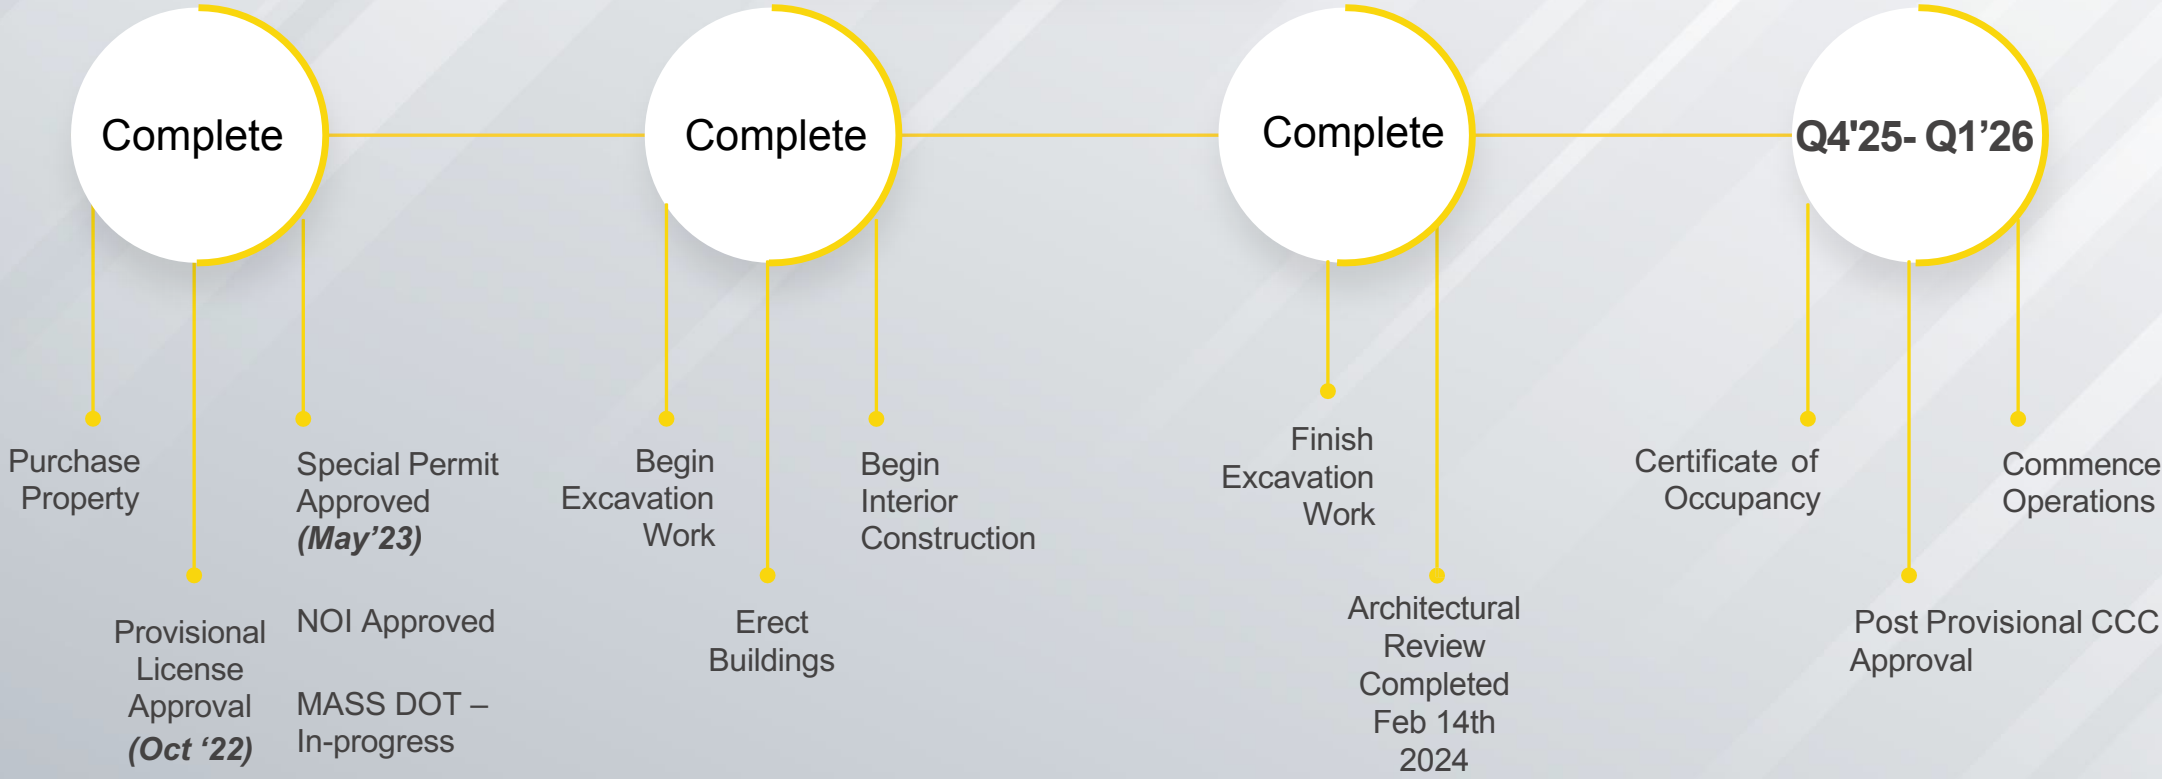 Complete
Purchase
Property
Provisional
License
Approval
(Oct ‘22)
Special Permit
Approved
(May’23)
NOI Approved
MASS DOT –
In-progress
Complete
Begin
Excavation
Work
Erect
Buildings
Begin
Interior
Construction
Complete
Finish
Excavation
Work
Architectural
Review
Completed
Feb 14th
2024
Q4'25- Q1’26
Certificate of
Occupancy
Post Provisional CCC
Approval
Commence
Operations